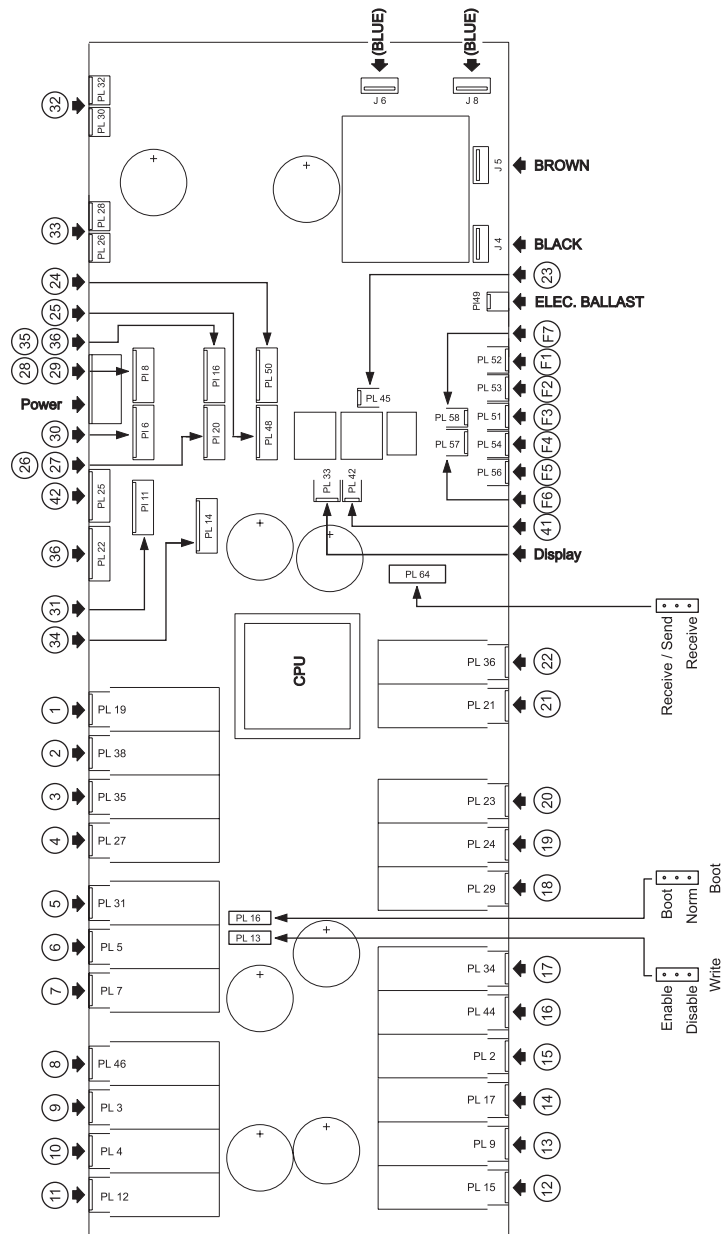 (BLUE)
(BLUE)
32
PL 32
PL 30
J 6
J 8
J 5
BROWN
33
PL 28
PL 26
J 4
BLACK
24
23
25
PI49
ELEC. BALLAST
35
36
F7
28
29
PI 8
PI 16
PL 50
PL 52
F1
PL 45
PL 53
F2
Power
PL 58
PL 51
F3
30
PI 6
PI 20
PL 48
PL 57
PL 54
F4
26
27
PL 56
F5
42
PL 25
PI 11
PL 33
PL 42
F6
PL 14
41
36
PL 22
Display
PL 64
31
34
Receive / Send
Receive
CPU
PL 36
22
1
PL 19
PL 21
21
2
PL 38
3
PL 35
PL 23
20
4
PL 27
PL 24
19
5
PL 31
PL 29
18
PL 16
Boot
Norm
Boot
6
PL 5
PL 13
7
PL 7
PL 34
17
Enable
Disable
Write
PL 44
16
8
PL 46
PL 2
15
9
PL 3
PL 17
14
10
PL 4
PL 9
13
11
PL 12
PL 15
12
+
+
+
+
+